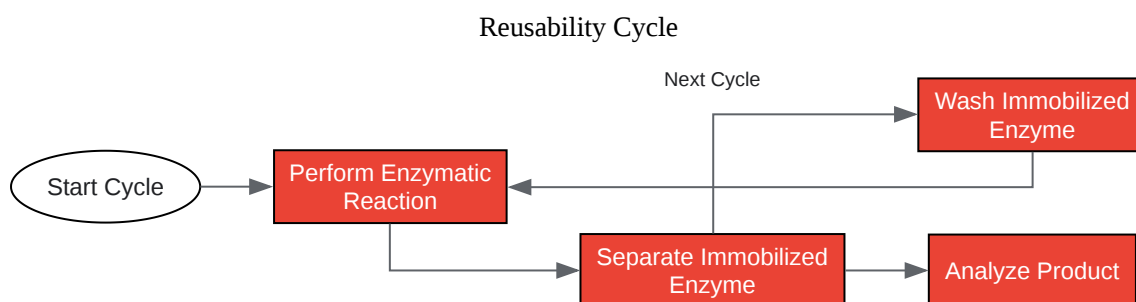 Reusability Cycle
Next Cycle
Wash Immobilized
Enzyme
Start Cycle
Perform Enzymatic
Reaction
Separate Immobilized
Enzyme
Analyze Product